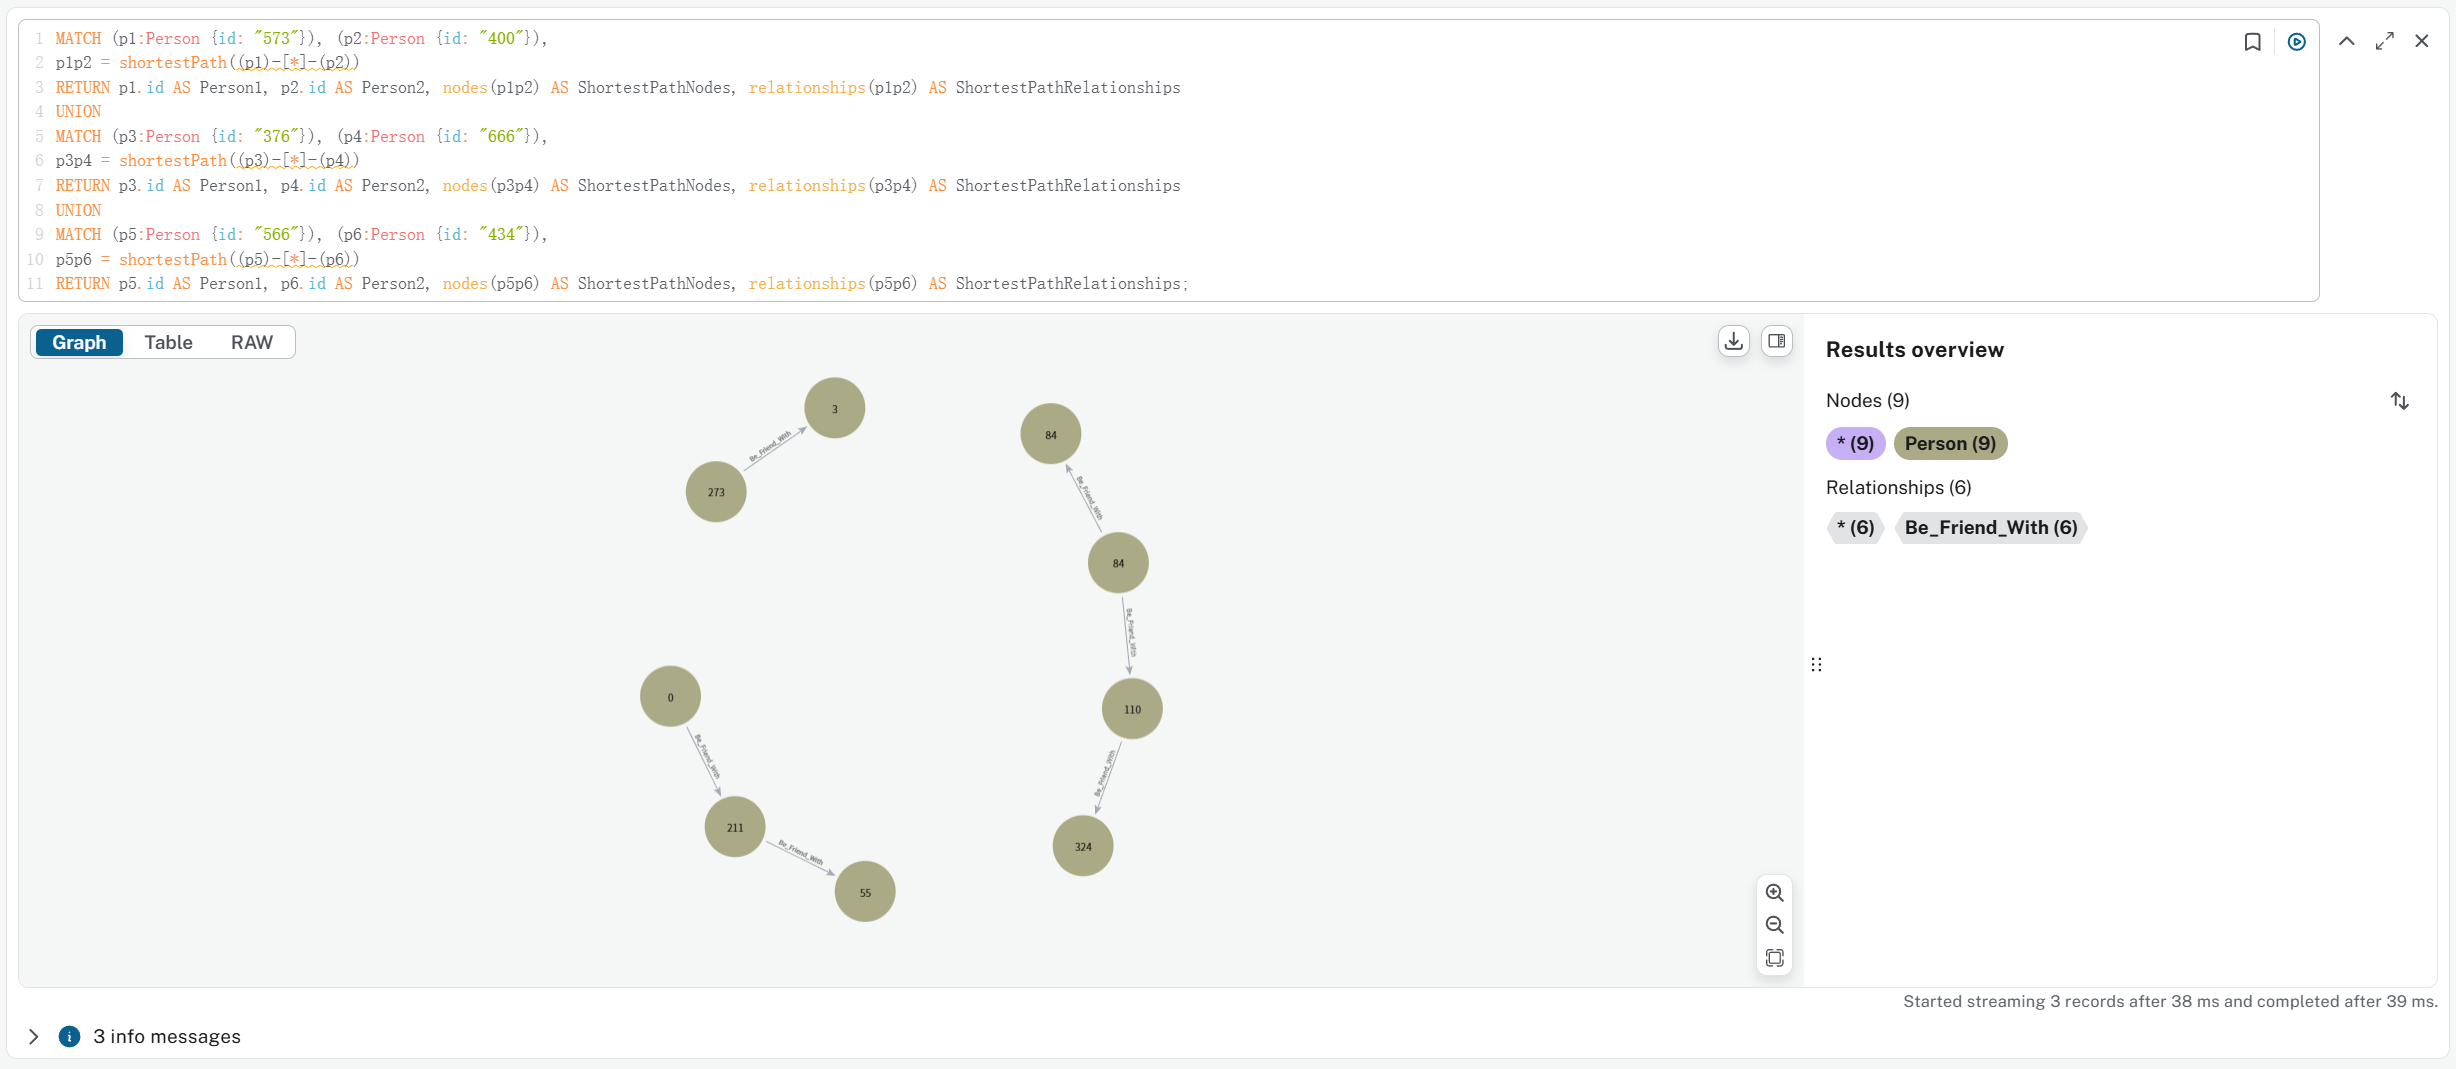 1 MATCH (p1:Person {id: "573"}), (p2:Person {id: "400"}),
2 p1p2 = shortestPath((p1)-[*]-(p2))
3 RETURN p1.id AS Person1, p2.id AS Person2, nodes(p1p2) AS ShortestPathNodes, relationships(p1p2) AS ShortestPathRelationships
4 UNION
5 MATCH (p3:Person {id: "376"}), (p4:Person {id: "666"}),
6 p3p4 = shortestPath((p3)-[*]-(p4))
7 RETURN p3.id AS Person1, p4.id AS Person2, nodes(p3p4) AS ShortestPathNodes, relationships(p3p4) AS ShortestPathRelationships
8 UNION
9 MATCH (p5:Person {id: "566"}), (p6:Person {id: "434"}),
10 p5p6 = shortestPath((p5)-[*]-(p6))
11 RETURN p5.id AS Person1, p6.id AS Person2, nodes(p5p6) AS ShortestPathNodes, relationships(p5p6) AS ShortestPathRelationships;
Graph Table RAW
3
Be_Friend_With
273
84
Be_Friend_With
84
Be_Friend_With
110
Be_Friend_With
324
0
Be_Friend_With
211
Be_Friend_With
55
Results overview
Nodes (9)
* (9) Person (9)
Relationships (6)
* (6) Be_Friend_With (6)
Started streaming 3 records after 38 ms and completed after 39 ms.
3 info messages